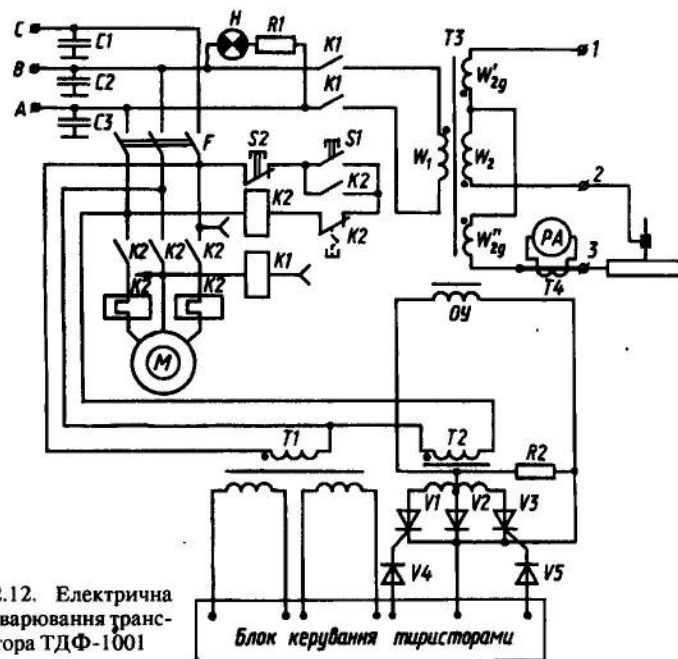 C
C1
H
R1
K1
T3
1
B
C2
K1
W'2g
A
C3
F
S2
S1
W1
W2
K2
2
K2
W"2g
PA
3
K2 K2 K2
K2
K1
T4
K2 K2
ОУ
M
T1 T2
R2
V1 V2 V3
V4 V5
2.12. Електрична
варювання транс-
тора ТДФ-1001
Блок керування тиристорами